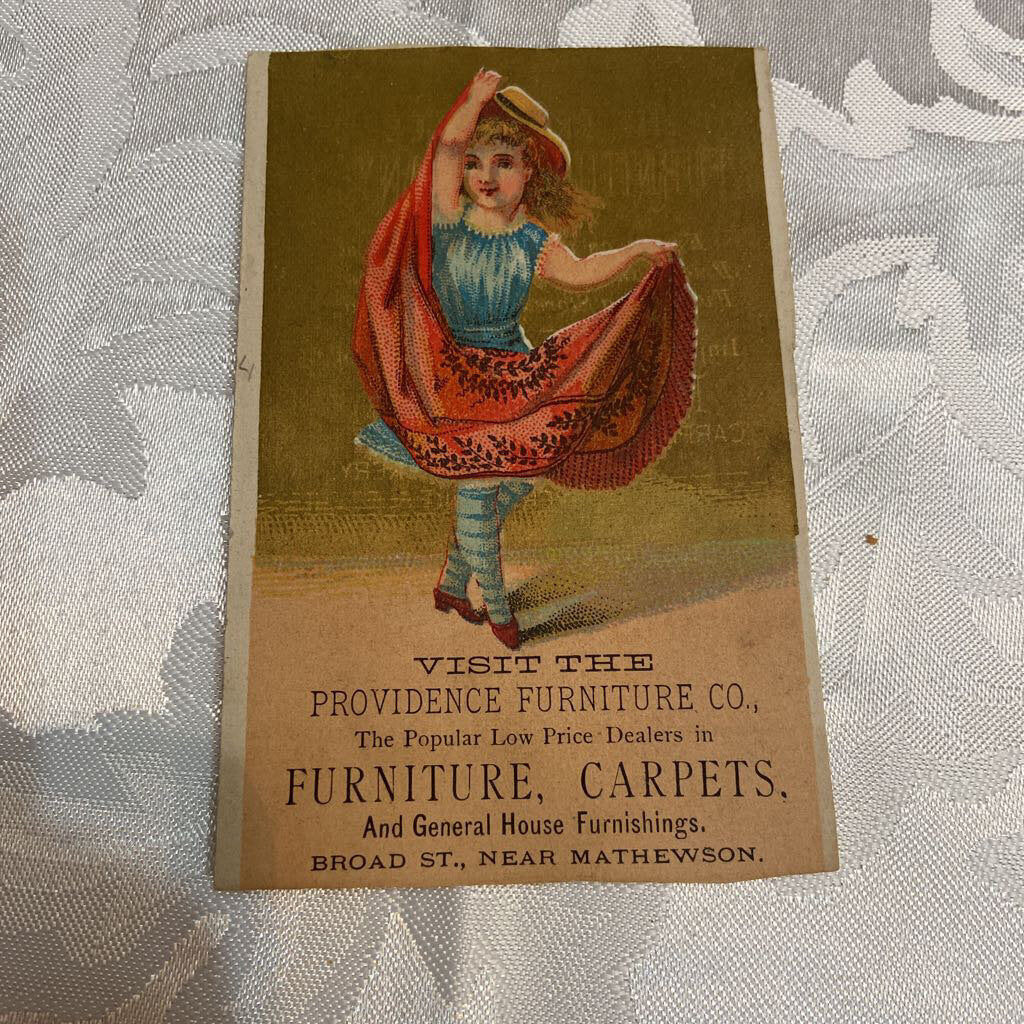 VISIT THE
PROVIDENCE FURNITURE CO.,
The Popular Low Price Dealers in
FURNITURE, CARPETS,
And General House Furnishings.
BROAD ST., NEAR MATHEWSON.